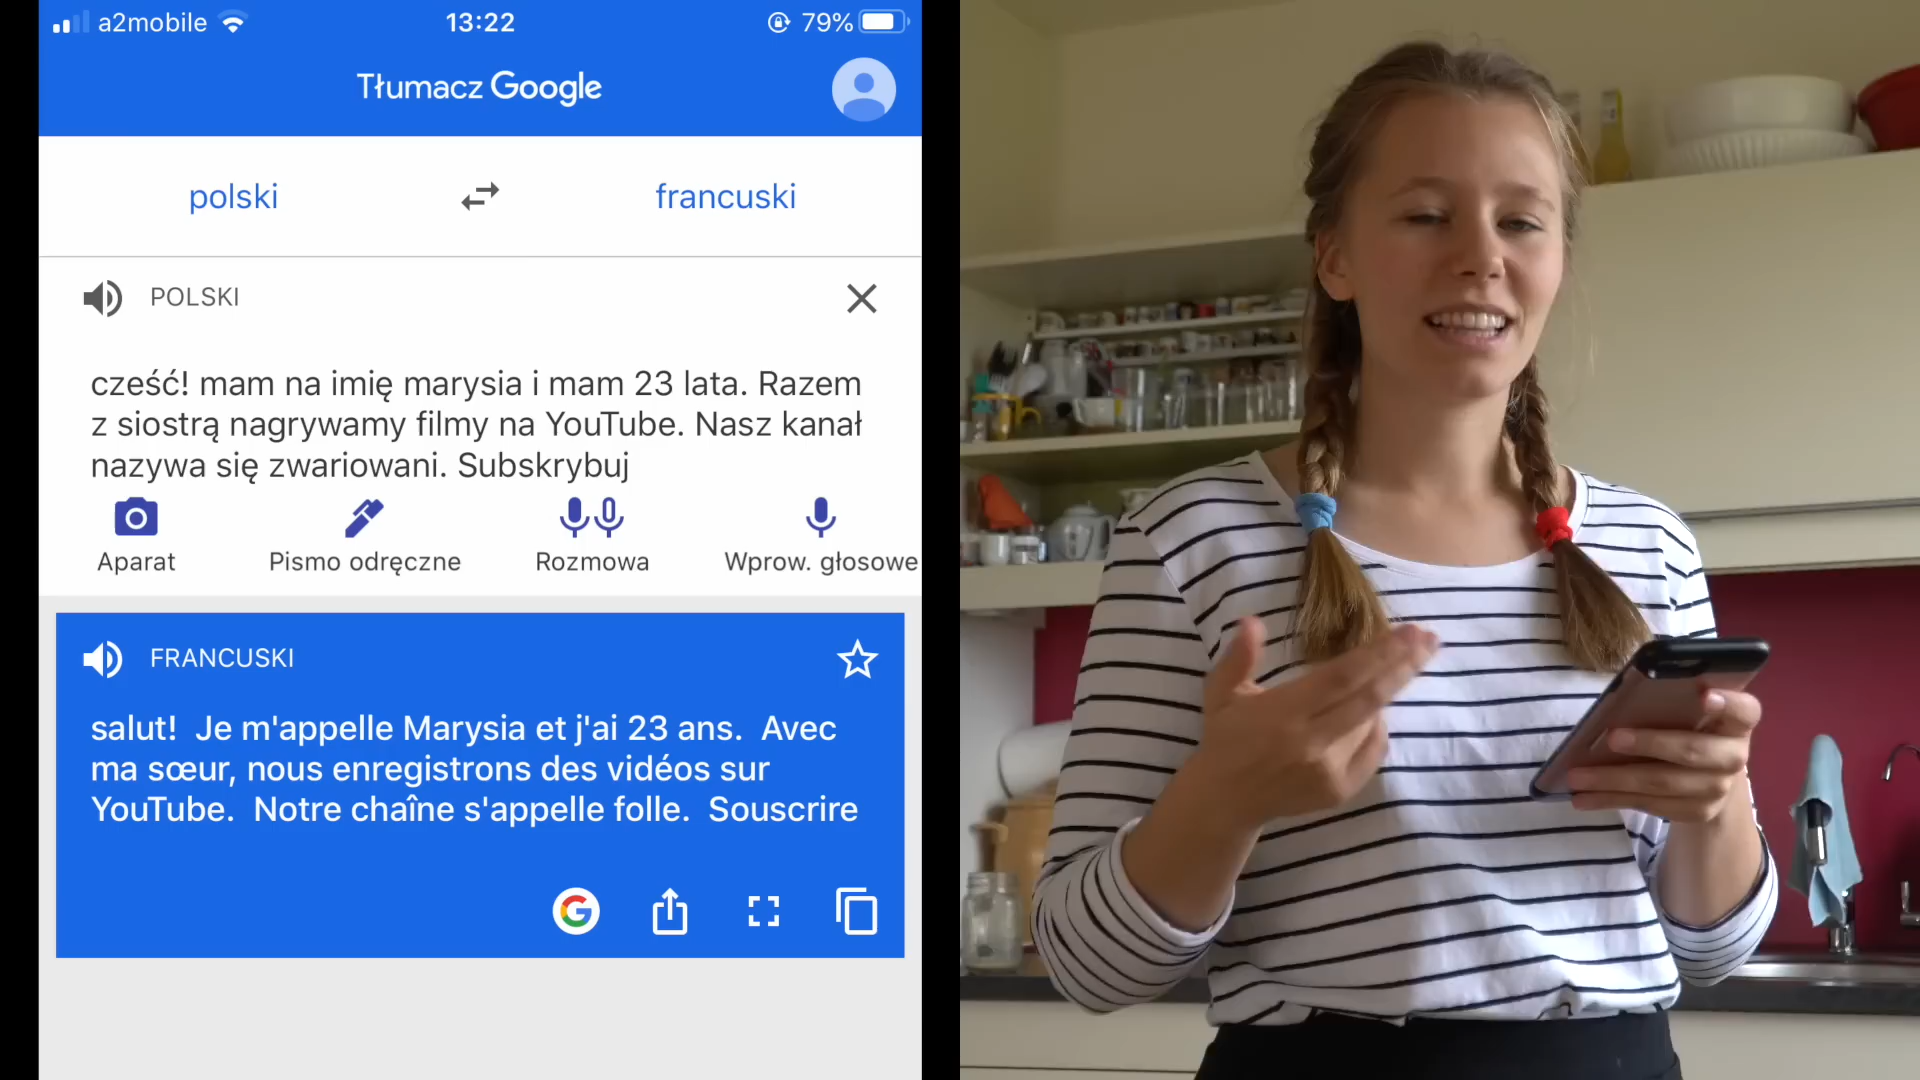 a2mobile 13:22 79%
Tłumacz Google
polski francuski
POLSKI
cześć! mam na imię marysia i mam 23 lata. Razem
z siostrą nagrywamy filmy na YouTube. Nasz kanał
nazywa się zwariowani. Subskrybuj
Aparat Pismo odręczne Rozmowa Wprow. głosowe
FRANCUSKI
salut! Je m'appelle Marysia et j'ai 23 ans. Avec
ma sœur, nous enregistrons des vidéos sur
YouTube. Notre chaîne s'appelle folle. Souscrire